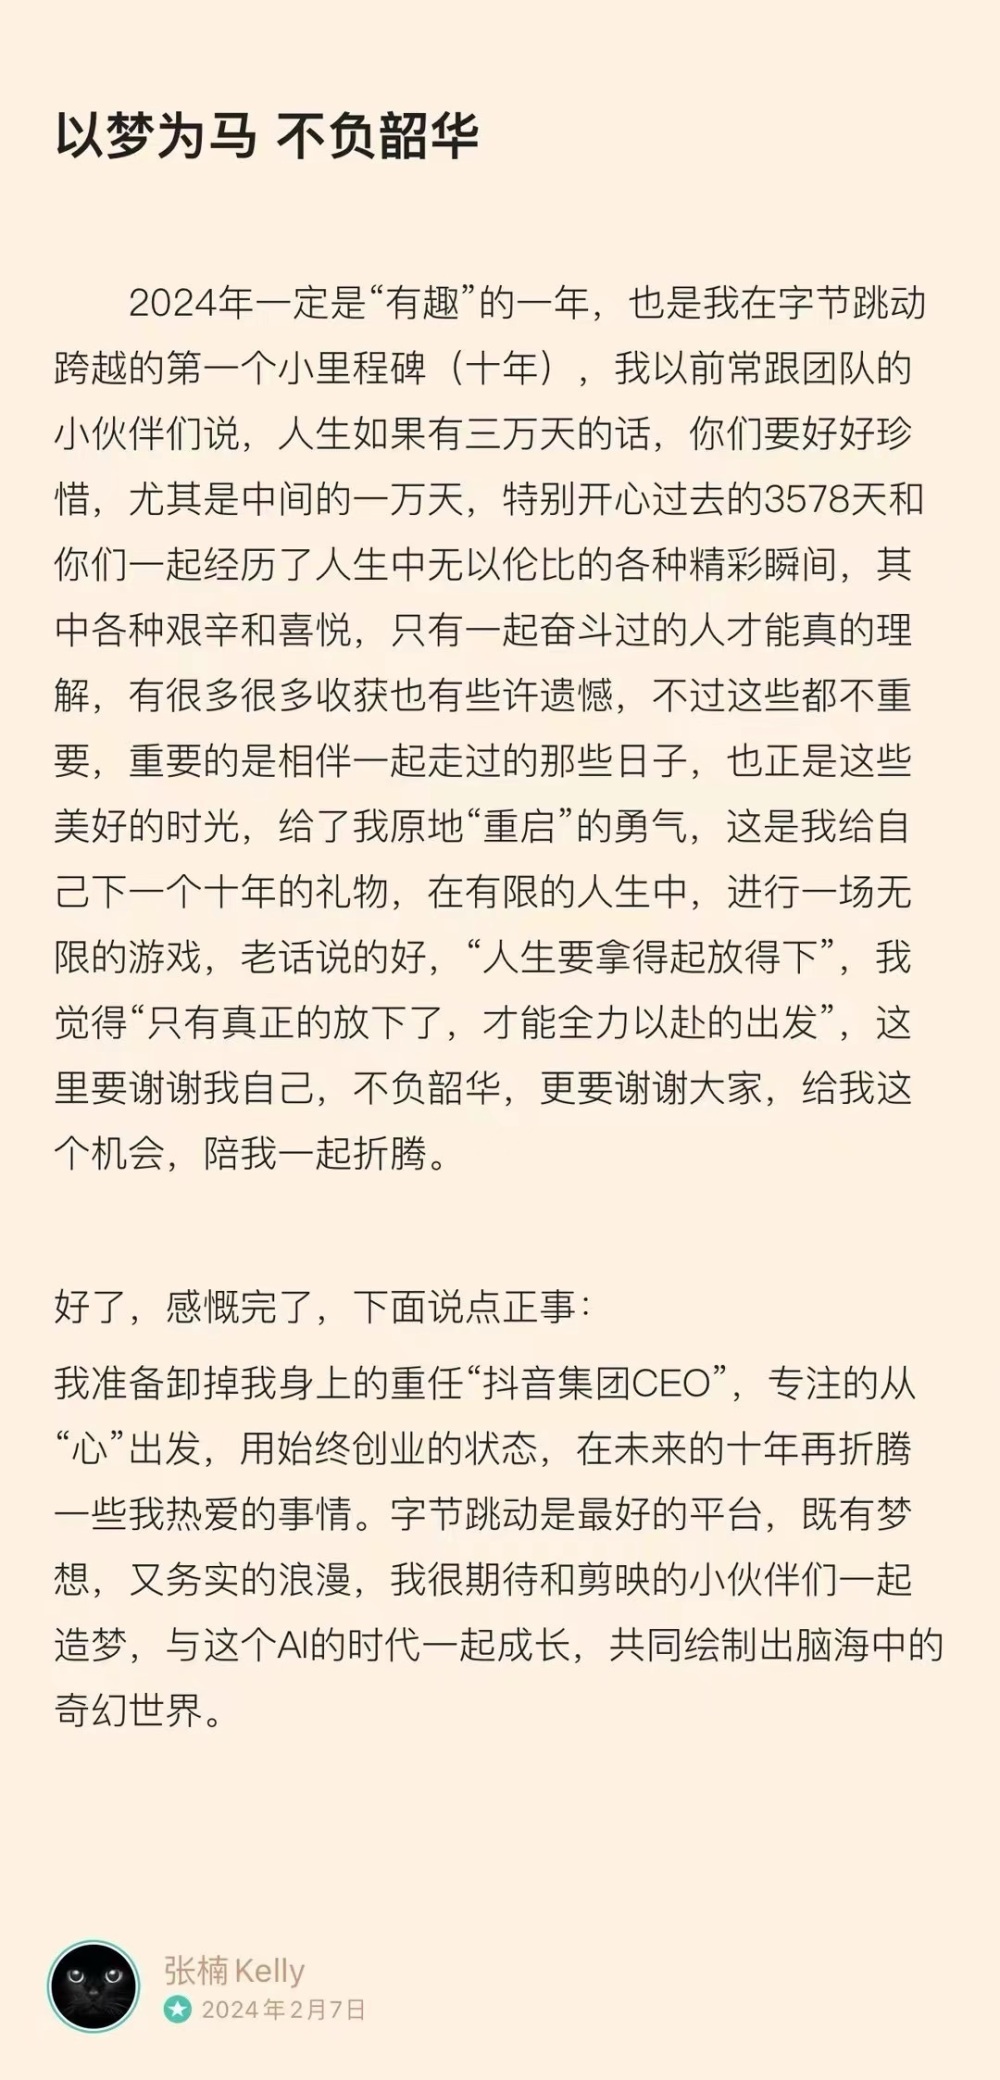 以梦为马 不负韶华
2024年一定是“有趣”的一年，也是我在字节跳动
跨越的第一个小里程碑（十年），我以前常跟团队的
小伙伴们说，人生如果有三万天的话，你们要好好珍
惜，尤其是中间的一万天，特别开心过去的3578天和
你们一起经历了人生中无以伦比的各种精彩瞬间，其
中各种艰辛和喜悦，只有一起奋斗过的人才能真的理
解，有很多很多收获也有些许遗憾，不过这些都不重
要，重要的是相伴一起走过的那些日子，也正是这些
美好的时光，给了我原地“重启”的勇气，这是我给自
己下一个十年的礼物，在有限的人生中，进行一场无
限的游戏，老话说的好，“人生要拿得起放得下”，我
觉得“只有真正的放下了，才能全力以赴的出发”，这
里要谢谢我自己，不负韶华，更要谢谢大家，给我这
个机会，陪我一起折腾。
好了，感慨完了，下面说点正事：
我准备卸掉我身上的重任“抖音集团CEO”，专注的从
“心”出发，用始终创业的状态，在未来的十年再折腾
一些我热爱的事情。字节跳动是最好的平台，既有梦
想，又务实的浪漫，我很期待和剪映的小伙伴们一起
造梦，与这个AI的时代一起成长，共同绘制出脑海中的
奇幻世界。
张楠Kelly
2024年2月7日